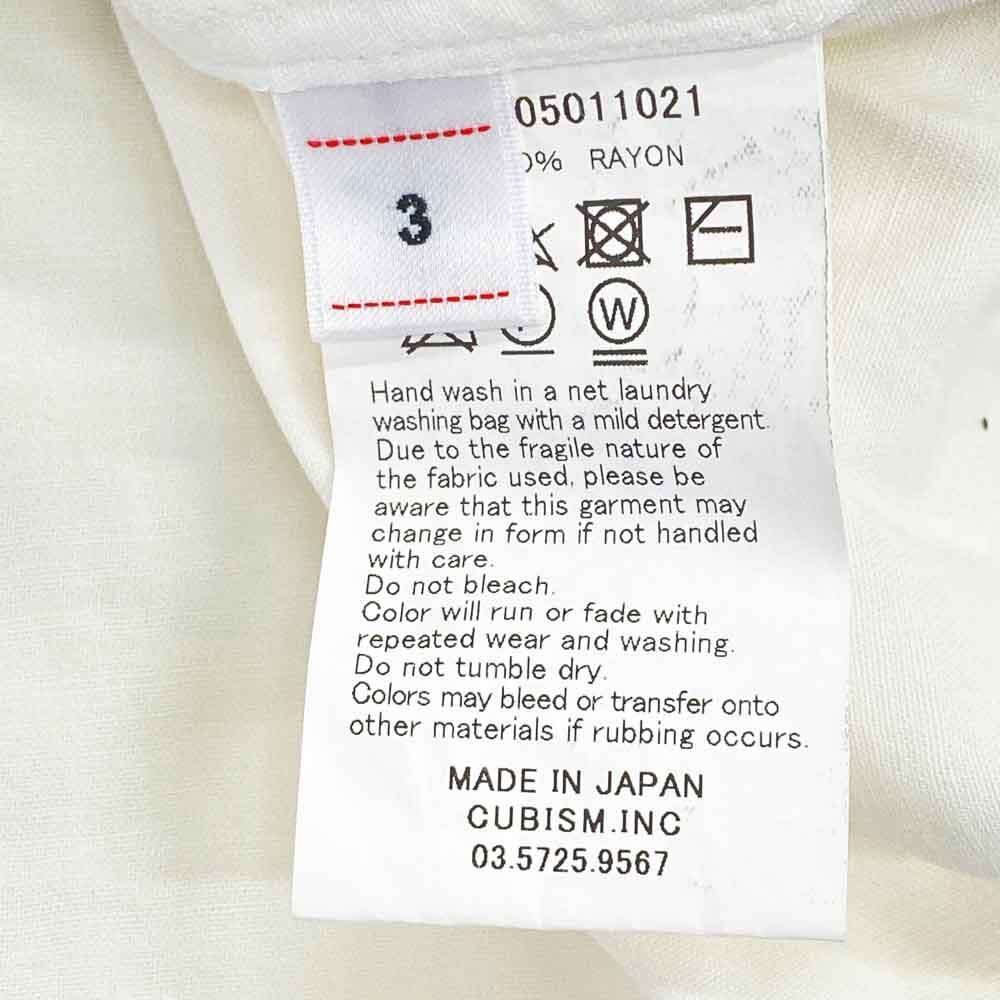 05011021
3
0% RAYON
W
Hand wash in a net laundry
washing bag with a mild detergent.
Due to the fragile nature of
the fabric used, please be
aware that this garment may
change in form if not handled
with care.
Do not bleach.
Color will run or fade with
repeated wear and washing.
Do not tumble dry.
Colors may bleed or transfer onto
other materials if rubbing occurs.
MADE IN JAPAN
CUBISM.INC
03.5725.9567